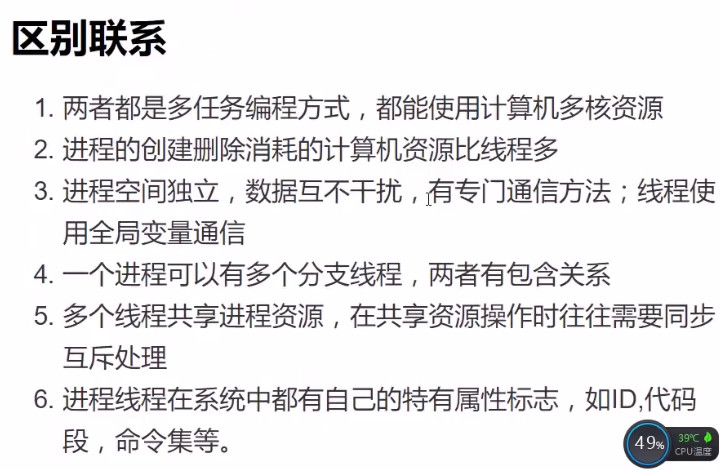 区别联系
1. 两者都是多任务编程方式，都能使用计算机多核资源
2. 进程的创建删除消耗的计算机资源比线程多
3. 进程空间独立，数据互不干扰，有专门通信方法；线程使
用全局变量通信
4. 一个进程可以有多个分支线程，两者有包含关系
5. 多个线程共享进程资源，在共享资源操作时往往需要同步
互斥处理
6. 进程线程在系统中都有自己的特有属性标志，如ID,代码
段，命令集等。
49%
39℃
CPU温度